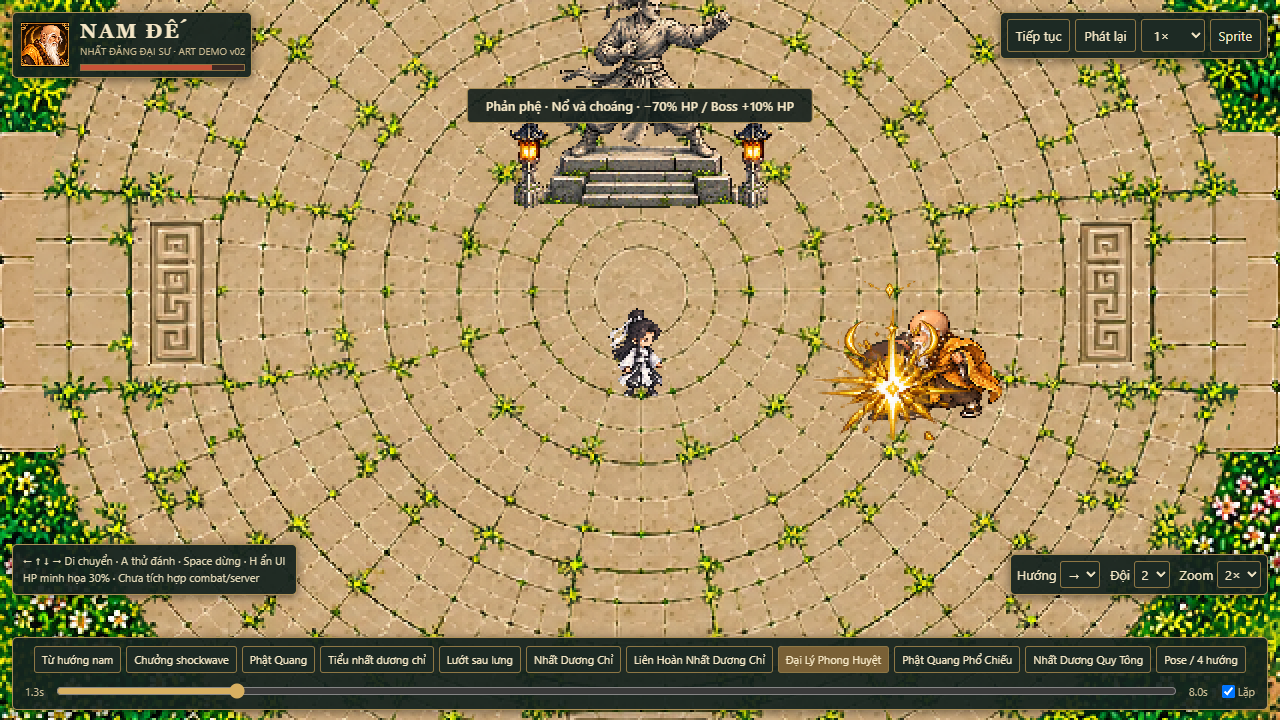 NAM ĐẾ
NHẤT ĐĂNG ĐẠI SƯ · ART DEMO v02
Tiếp tục Phát lại 1× Sprite
Phản phệ · Nổ và choáng · −70% HP / Boss +10% HP
← ↑ ↓ → Di chuyển · A thử đánh · Space dừng · H ẩn UI
HP minh họa 30% · Chưa tích hợp combat/server
Hướng → Đội 2 Zoom 2×
Từ hướng nam Chưởng shockwave Phật Quang Tiểu nhất dương chỉ Lướt sau lưng Nhất Dương Chỉ Liên Hoàn Nhất Dương Chỉ Đại Lý Phong Huyệt Phật Quang Phổ Chiếu Nhất Dương Quy Tông Pose / 4 hướng
1.3s 8.0s Lặp